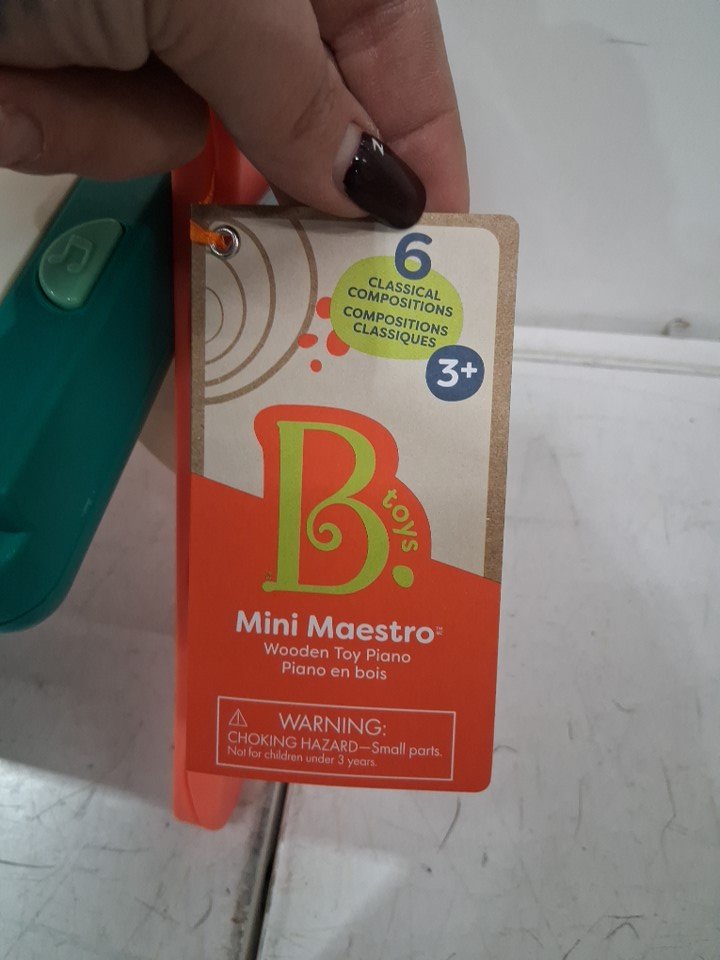 6
CLASSICAL
COMPOSITIONS
COMPOSITIONS
CLASSIQUES
3+
B.
toys
Mini Maestro™
Wooden Toy Piano
Piano en bois
WARNING:
CHOKING HAZARD—Small parts.
Not for children under 3 years.